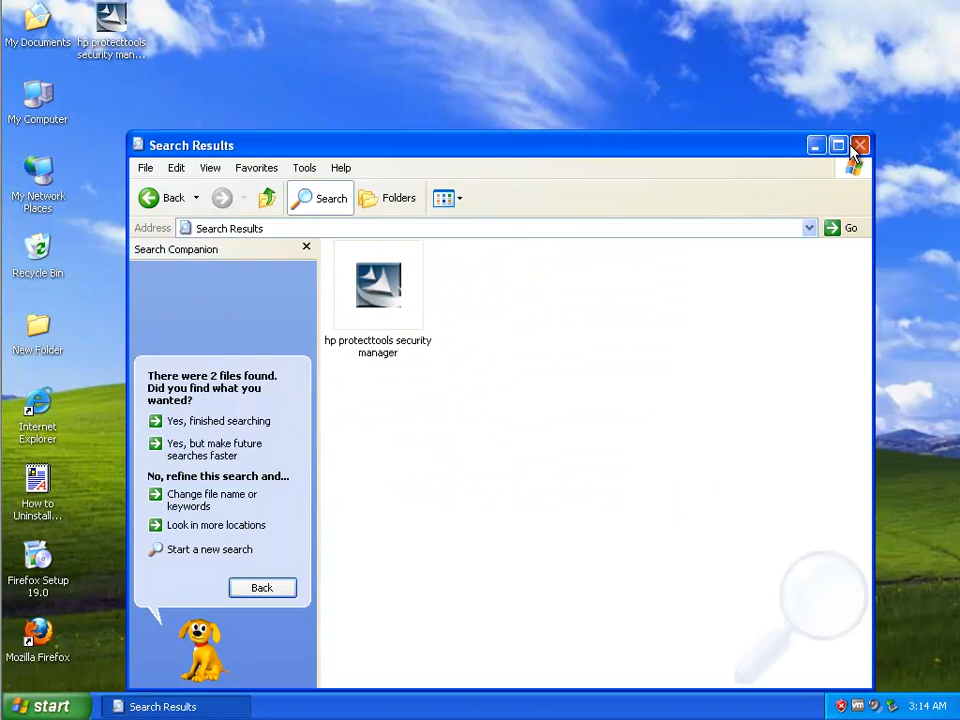 My Documents
hp protecttools
security man...
My Computer
My Network
Places
Recycle Bin
New Folder
Internet
Explorer
How to
Uninstall...
Firefox Setup
19.0
Mozilla Firefox
Search Results
File Edit View Favorites Tools Help
Back Search Folders
Address Search Results Go
Search Companion
There were 2 files found.
Did you find what you
wanted?
Yes, finished searching
Yes, but make future
searches faster
No, refine this search and...
Change file name or
keywords
Look in more locations
Start a new search
Back
hp protecttools security
manager
start Search Results 3:14 AM